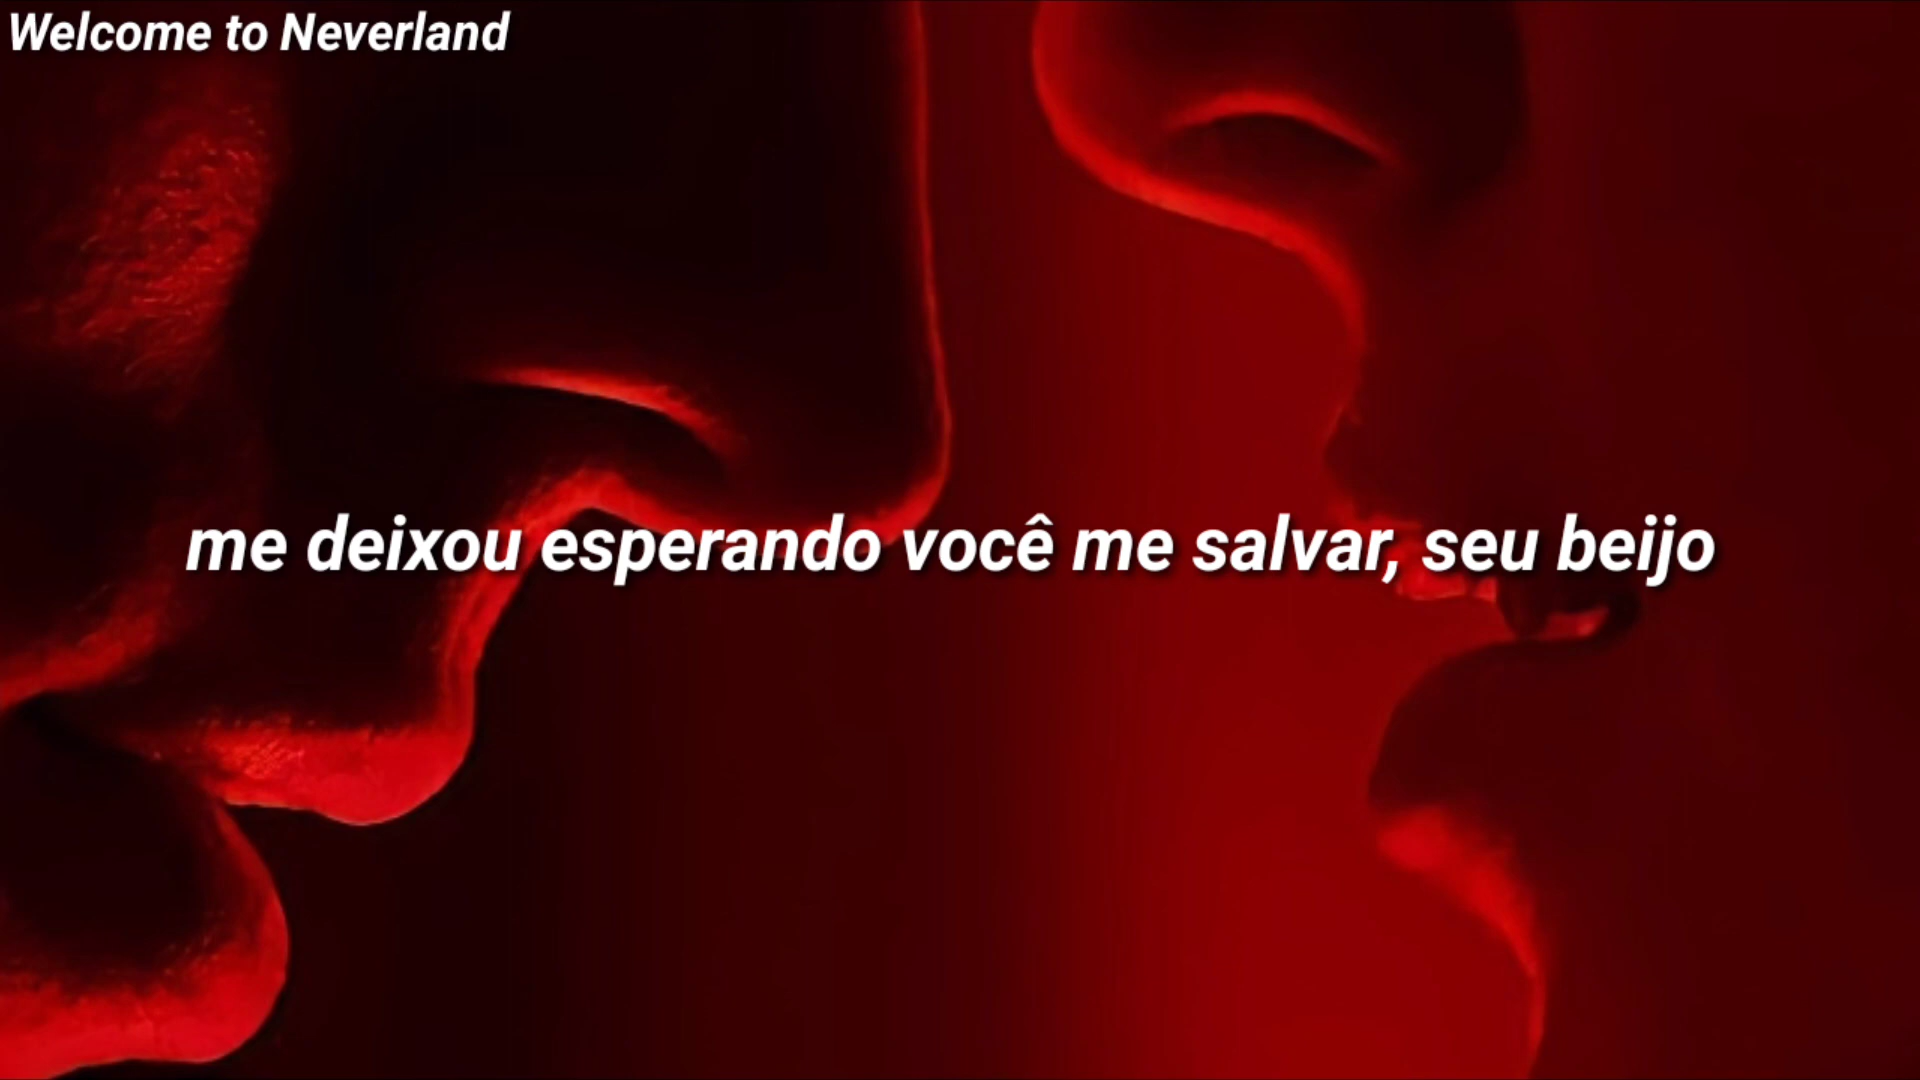 Welcome to Neverland
me deixou esperando você me salvar, seu beijo